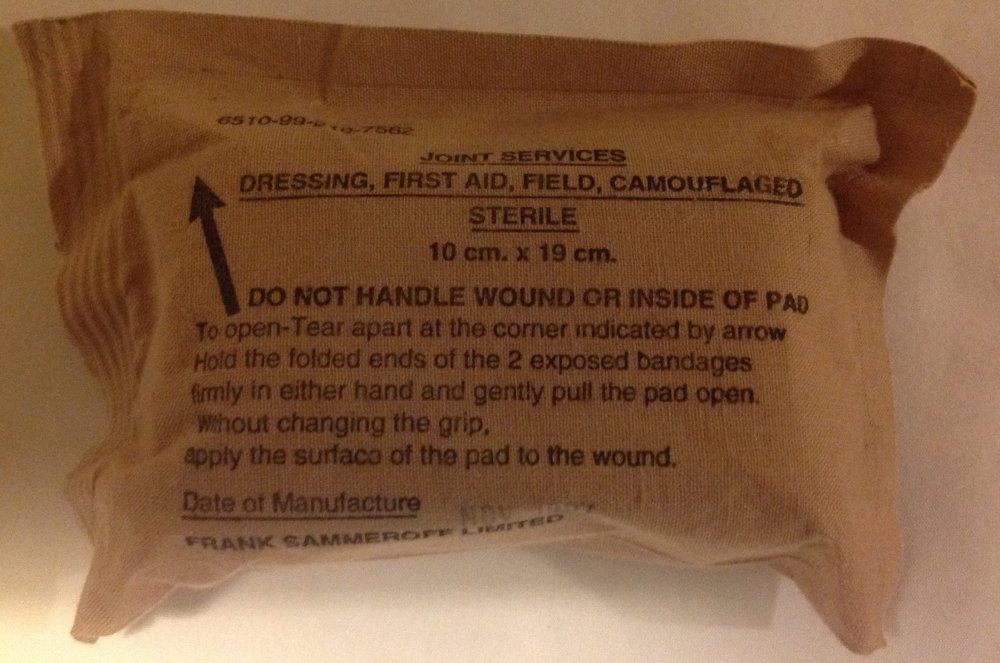 JOINT SERVICES
DRESSING, FIRST AID, FIELD, CAMOUFLAGED
STERILE
10 cm. x 19 cm.
DO NOT HANDLE WOUND OR INSIDE OF PAD
To open-Tear apart at the corner indicated by arrow
Hold the folded ends of the 2 exposed bandages
firmly in either hand and gently pull the pad open.
Without changing the grip,
apply the surface of the pad to the wound.
Date of Manufacture
FRANK SAMMEROFF LIMITED